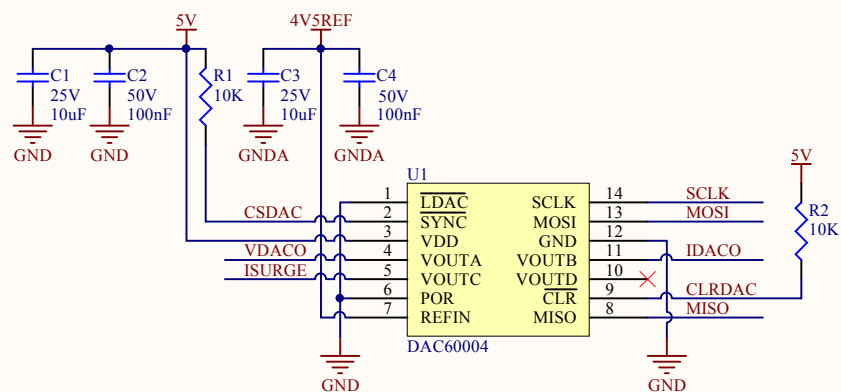 5V
4V5REF
C1
25V
10uF
C2
50V
100nF
R1
10K
C3
25V
10uF
C4
50V
100nF
GND
GND
GNDA
GNDA
U1
5V
1 LDAC SCLK 14 SCLK
CSDAC 2 SYNC MOSI 13 MOSI
3 VDD GND 12
VDACO 4 VOUTA VOUTB 11 IDACO
ISURGE 5 VOUTC VOUTD 10
6 POR CLR 9 CLRDAC
7 REFIN MISO 8 MISO
R2
10K
DAC60004
GND
GND